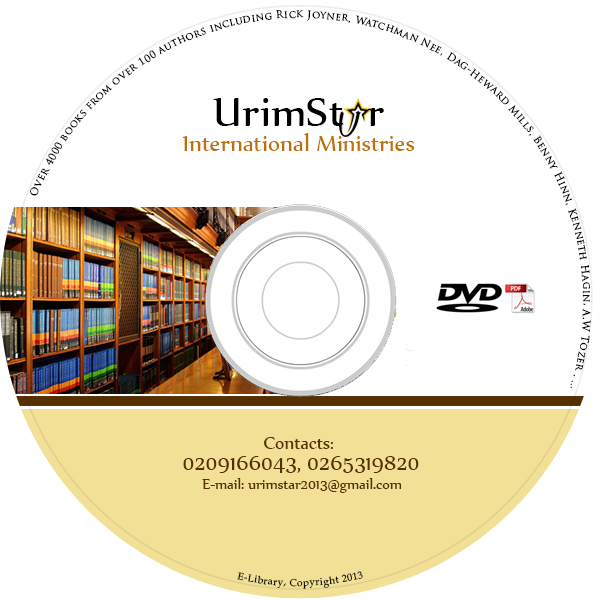 Over 4000 books from over 100 authors including Rick Joyner, Watchman Nee, Dag-Heward Mills, Benny Hinn, Kenneth Hagin, A.W Tozer ...
UrimStar
International Ministries
DVD
PDF
Adobe
Contacts:
0209166043, 0265319820
E-mail: urimstar2013@gmail.com
E-Library, Copyright 2013